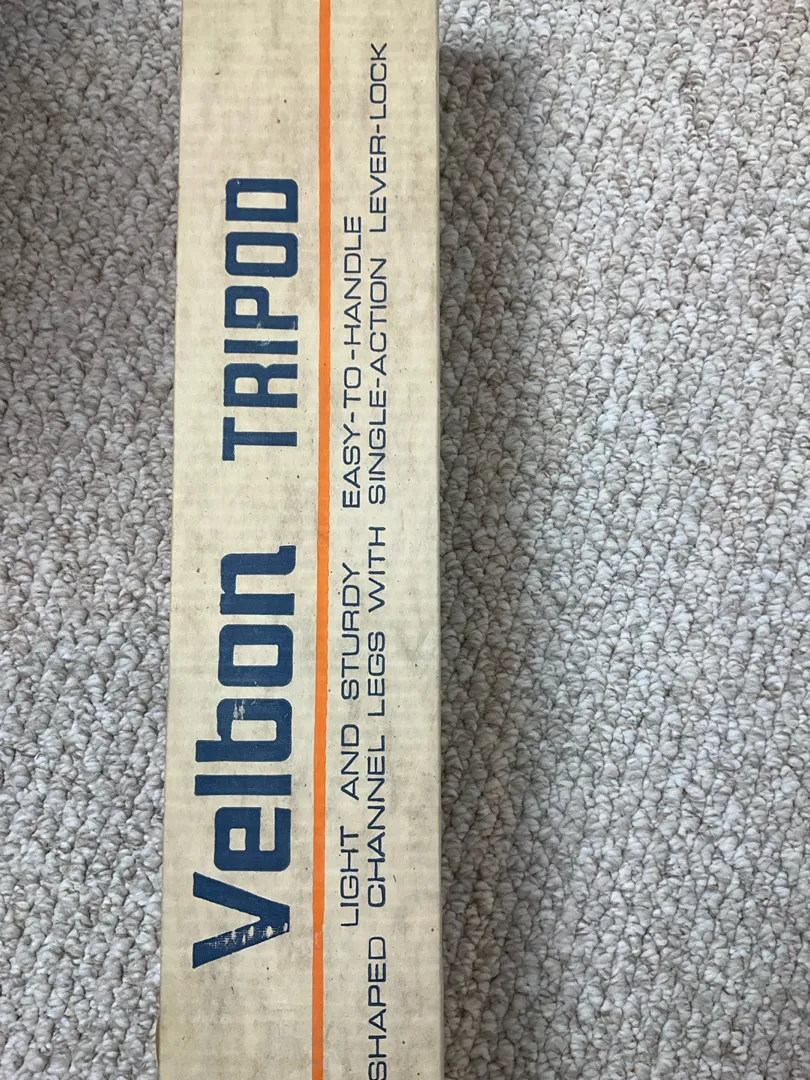 Velbon TRIPOD
LIGHT AND STURDY EASY-TO-HANDLE
SHAPED CHANNEL LEGS WITH SINGLE-ACTION LEVER-LOCK